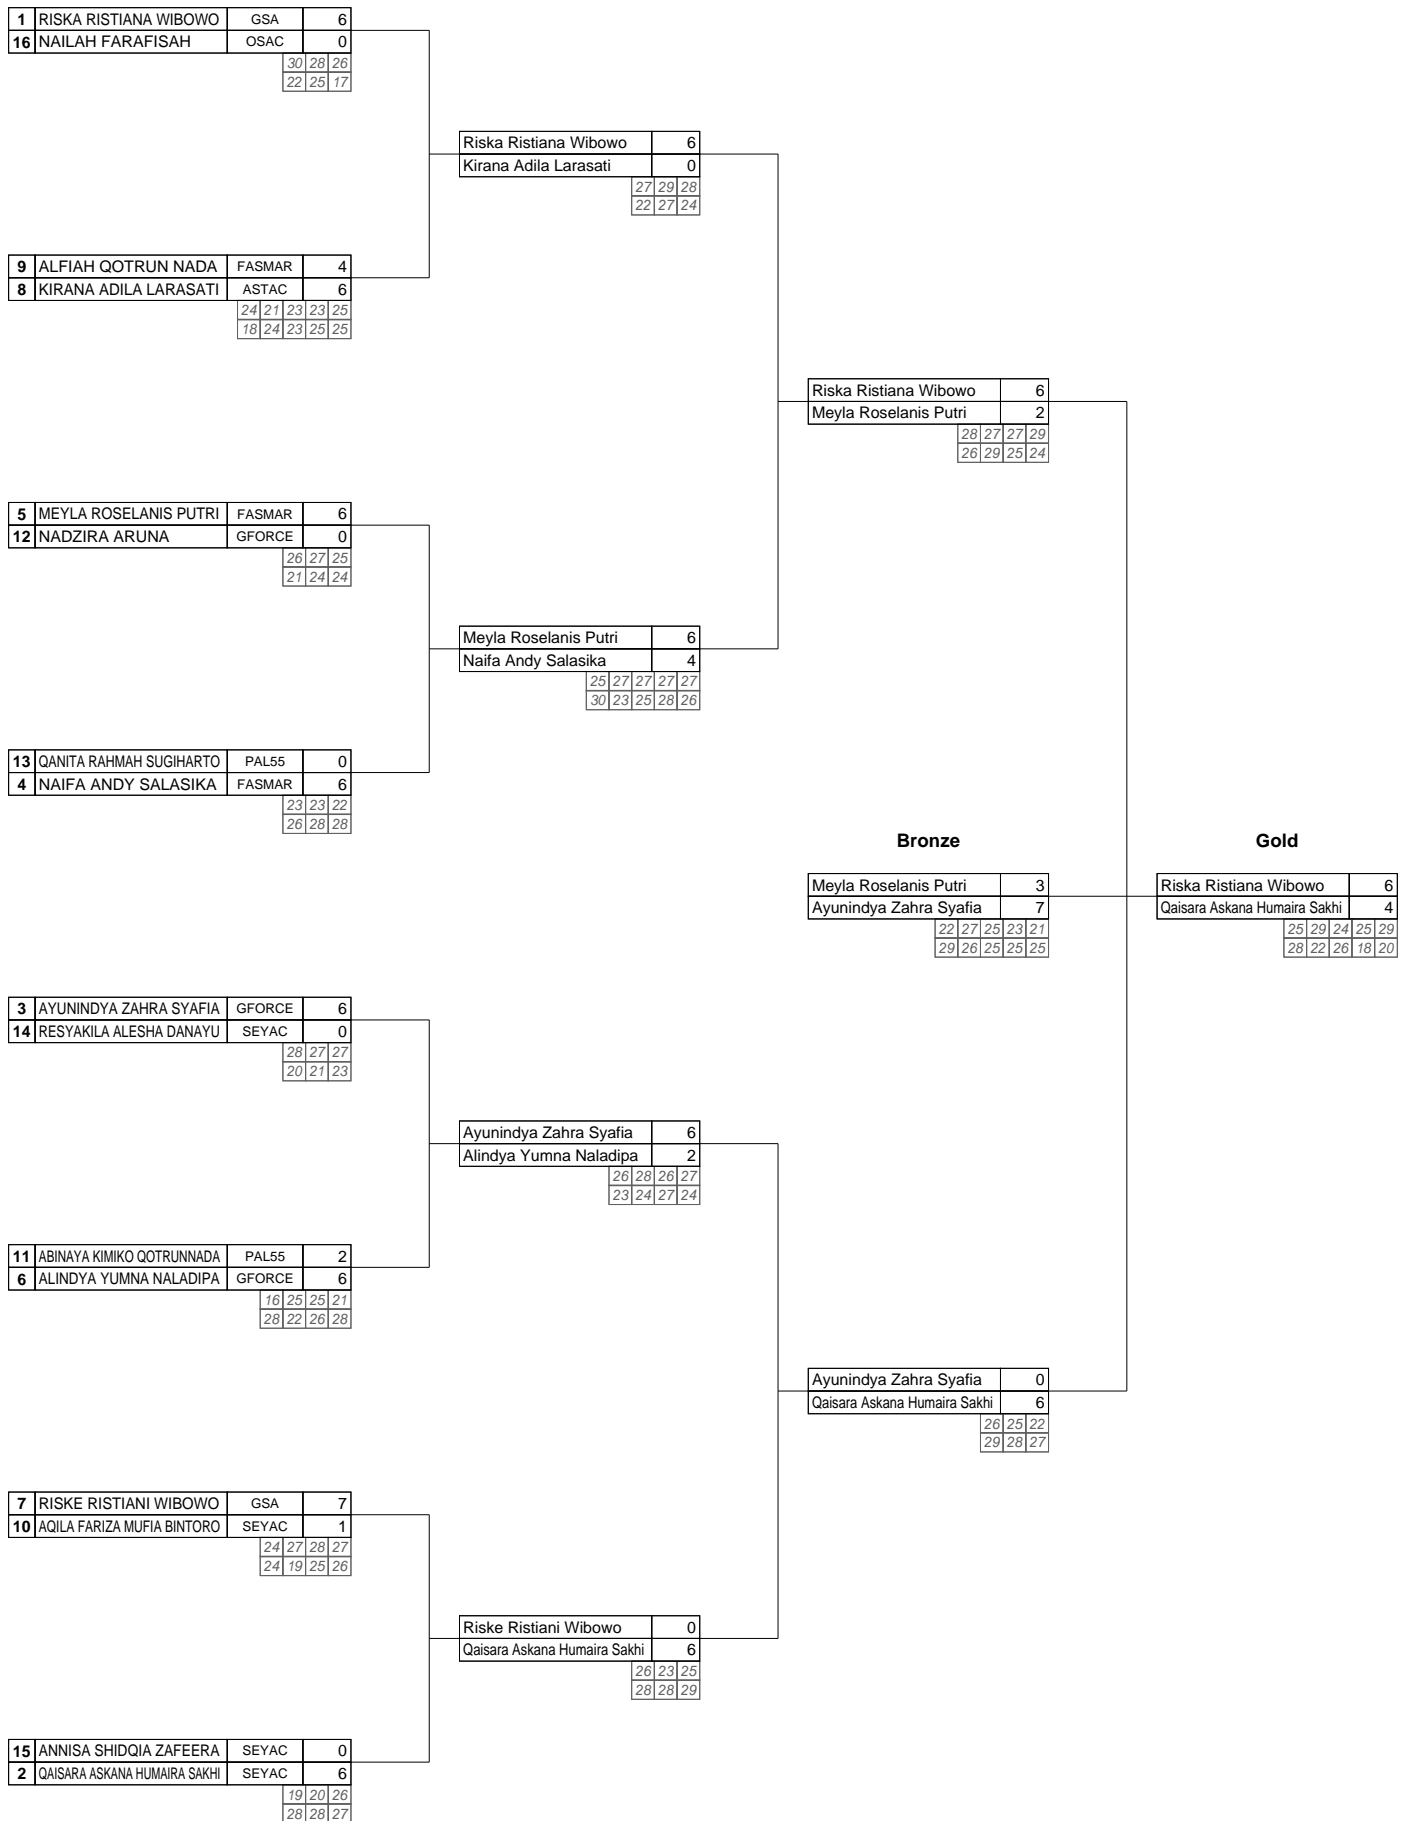 1 RISKA RISTIANA WIBOWO GSA 6
16 NAILAH FARAFISAH OSAC 0
30 28 26
22 25 17
Riska Ristiana Wibowo 6
Kirana Adila Larasati 0
27 29 28
22 27 24
9 ALFIAH QOTRUN NADA FASMAR 4
8 KIRANA ADILA LARASATI ASTAC 6
24 21 23 23 25
18 24 23 25 25
Riska Ristiana Wibowo 6
Meyla Roselanis Putri 2
28 27 27 29
26 29 25 24
5 MEYLA ROSELANIS PUTRI FASMAR 6
12 NADZIRA ARUNA GFORCE 0
26 27 25
21 24 24
Meyla Roselanis Putri 6
Naifa Andy Salasika 4
25 27 27 27 27
30 23 25 28 26
13 QANITA RAHMAH SUGIHARTO PAL55 0
4 NAIFA ANDY SALASIKA FASMAR 6
23 23 22
26 28 28
Bronze
Gold
Meyla Roselanis Putri 3
Ayunindya Zahra Syafia 7
22 27 25 23 21
29 26 25 25 25
Riska Ristiana Wibowo 6
Qaisara Askana Humaira Sakhi 4
25 29 24 25 29
28 22 26 18 20
3 AYUNINDYA ZAHRA SYAFIA GFORCE 6
14 RESYAKILA ALESHA DANAYU SEYAC 0
28 27 27
20 21 23
Ayunindya Zahra Syafia 6
Alindya Yumna Naladipa 2
26 28 26 27
23 24 27 24
11 ABINAYA KIMIKO QOTRUNNADA PAL55 2
6 ALINDYA YUMNA NALADIPA GFORCE 6
16 25 25 21
28 22 26 28
Ayunindya Zahra Syafia 0
Qaisara Askana Humaira Sakhi 6
26 25 22
29 28 27
7 RISKE RISTIANI WIBOWO GSA 7
10 AQILA FARIZA MUFIA BINTORO SEYAC 1
24 27 28 27
24 19 25 26
Riske Ristiani Wibowo 0
Qaisara Askana Humaira Sakhi 6
26 23 25
28 28 29
15 ANNISA SHIDQIA ZAFEERA SEYAC 0
2 QAISARA ASKANA HUMAIRA SAKHI SEYAC 6
19 20 26
28 28 27